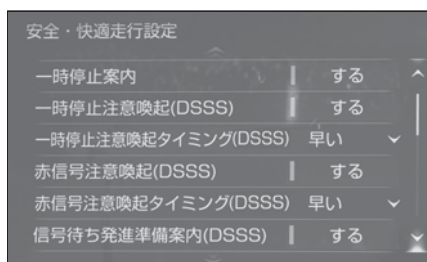 安全・快適走行設定
一時停止案内 する
一時停止注意喚起(DSSS) する
一時停止注意喚起タイミング(DSSS) 早い
赤信号注意喚起(DSSS) する
赤信号注意喚起タイミング(DSSS) 早い
信号待ち発進準備案内(DSSS) する